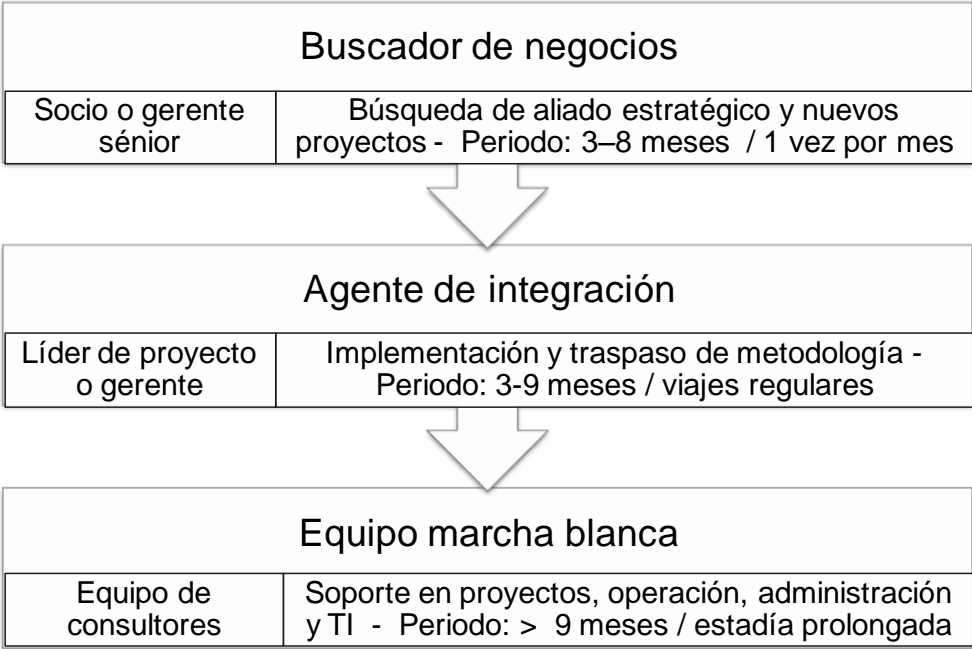 Buscador de negocios
Socio o gerente
sénior
Búsqueda de aliado estratégico y nuevos
proyectos - Periodo: 3–8 meses / 1 vez por mes
Agente de integración
Líder de proyecto
o gerente
Implementación y traspaso de metodología -
Periodo: 3-9 meses / viajes regulares
Equipo marcha blanca
Equipo de
consultores
Soporte en proyectos, operación, administración
y TI - Periodo: > 9 meses / estadía prolongada